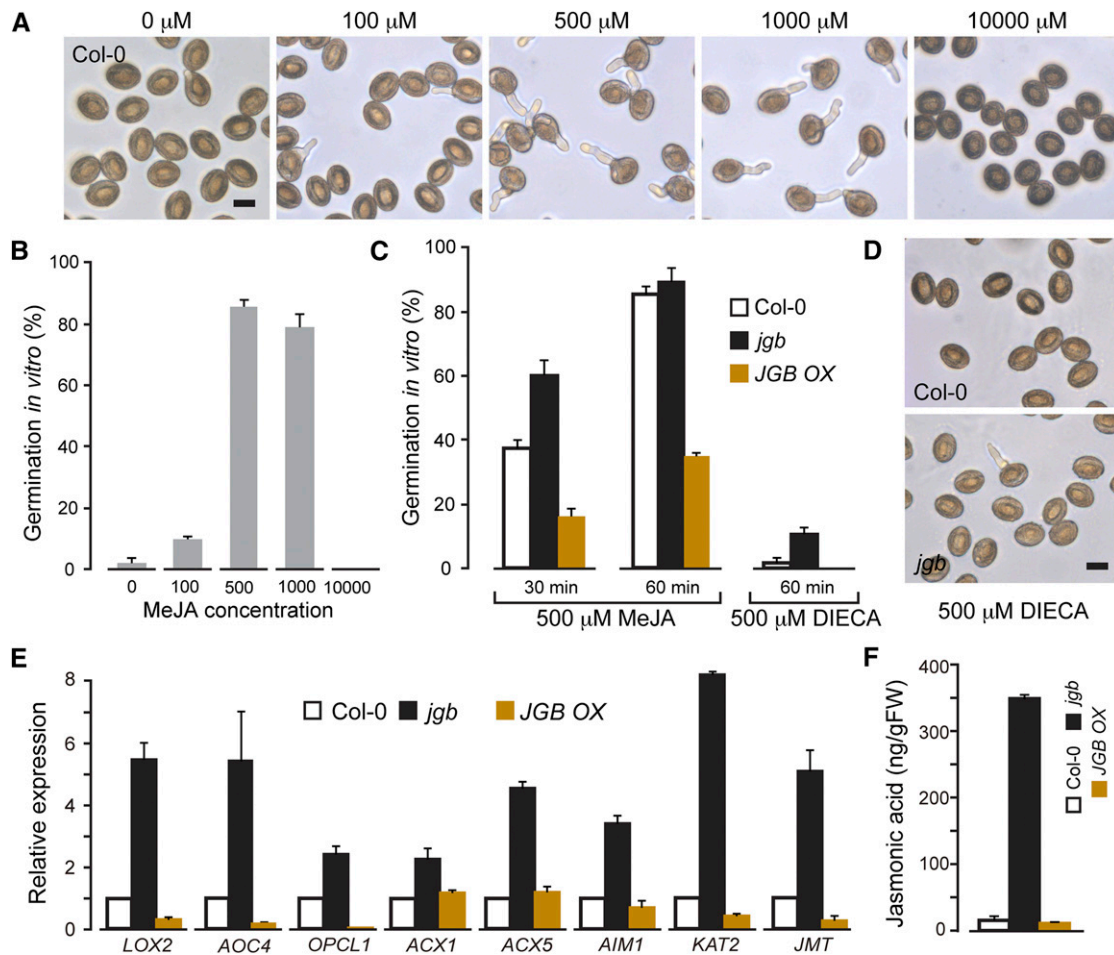 A
0 μM
100 μM
500 μM
1000 μM
10000 μM
Col-0
B
Germination in vitro (%)
100
80
60
40
20
0
0
100
500
1000
10000
MeJA concentration
C
Germination in vitro (%)
100
80
60
40
20
0
Col-0
jgb
JGB OX
30 min
60 min
60 min
500 μM MeJA
500 μM DIECA
D
Col-0
jgb
500 μM DIECA
E
Relative expression
8
6
4
2
0
Col-0
jgb
JGB OX
LOX2
AOC4
OPCL1
ACX1
ACX5
AIM1
KAT2
JMT
F
Jasmonic acid (ng/gFW)
400
350
300
250
200
150
100
0
Col-0
jgb
JGB OX